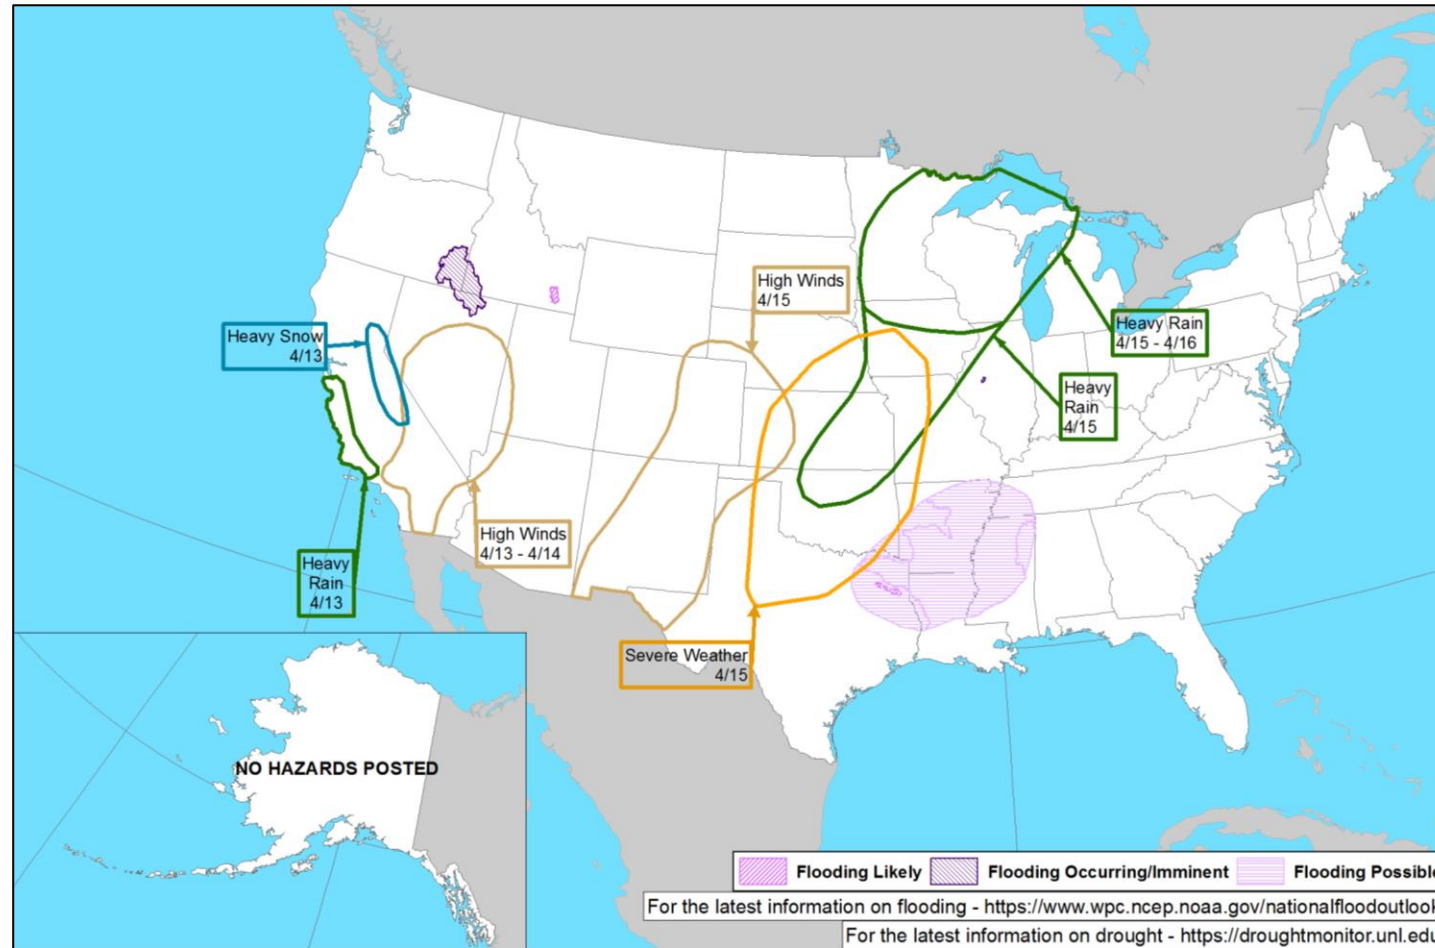 High Winds
4/15
Heavy Snow
4/13
Heavy Rain
4/15 - 4/16
Heavy
Rain
4/15
High Winds
4/13 - 4/14
Heavy
Rain
4/13
Severe Weather
4/15
NO HAZARDS POSTED
Flooding Likely Flooding Occurring/Imminent Flooding Possible
For the latest information on flooding - https://www.wpc.ncep.noaa.gov/nationalfloodoutlook
For the latest information on drought - https://droughtmonitor.unl.edu